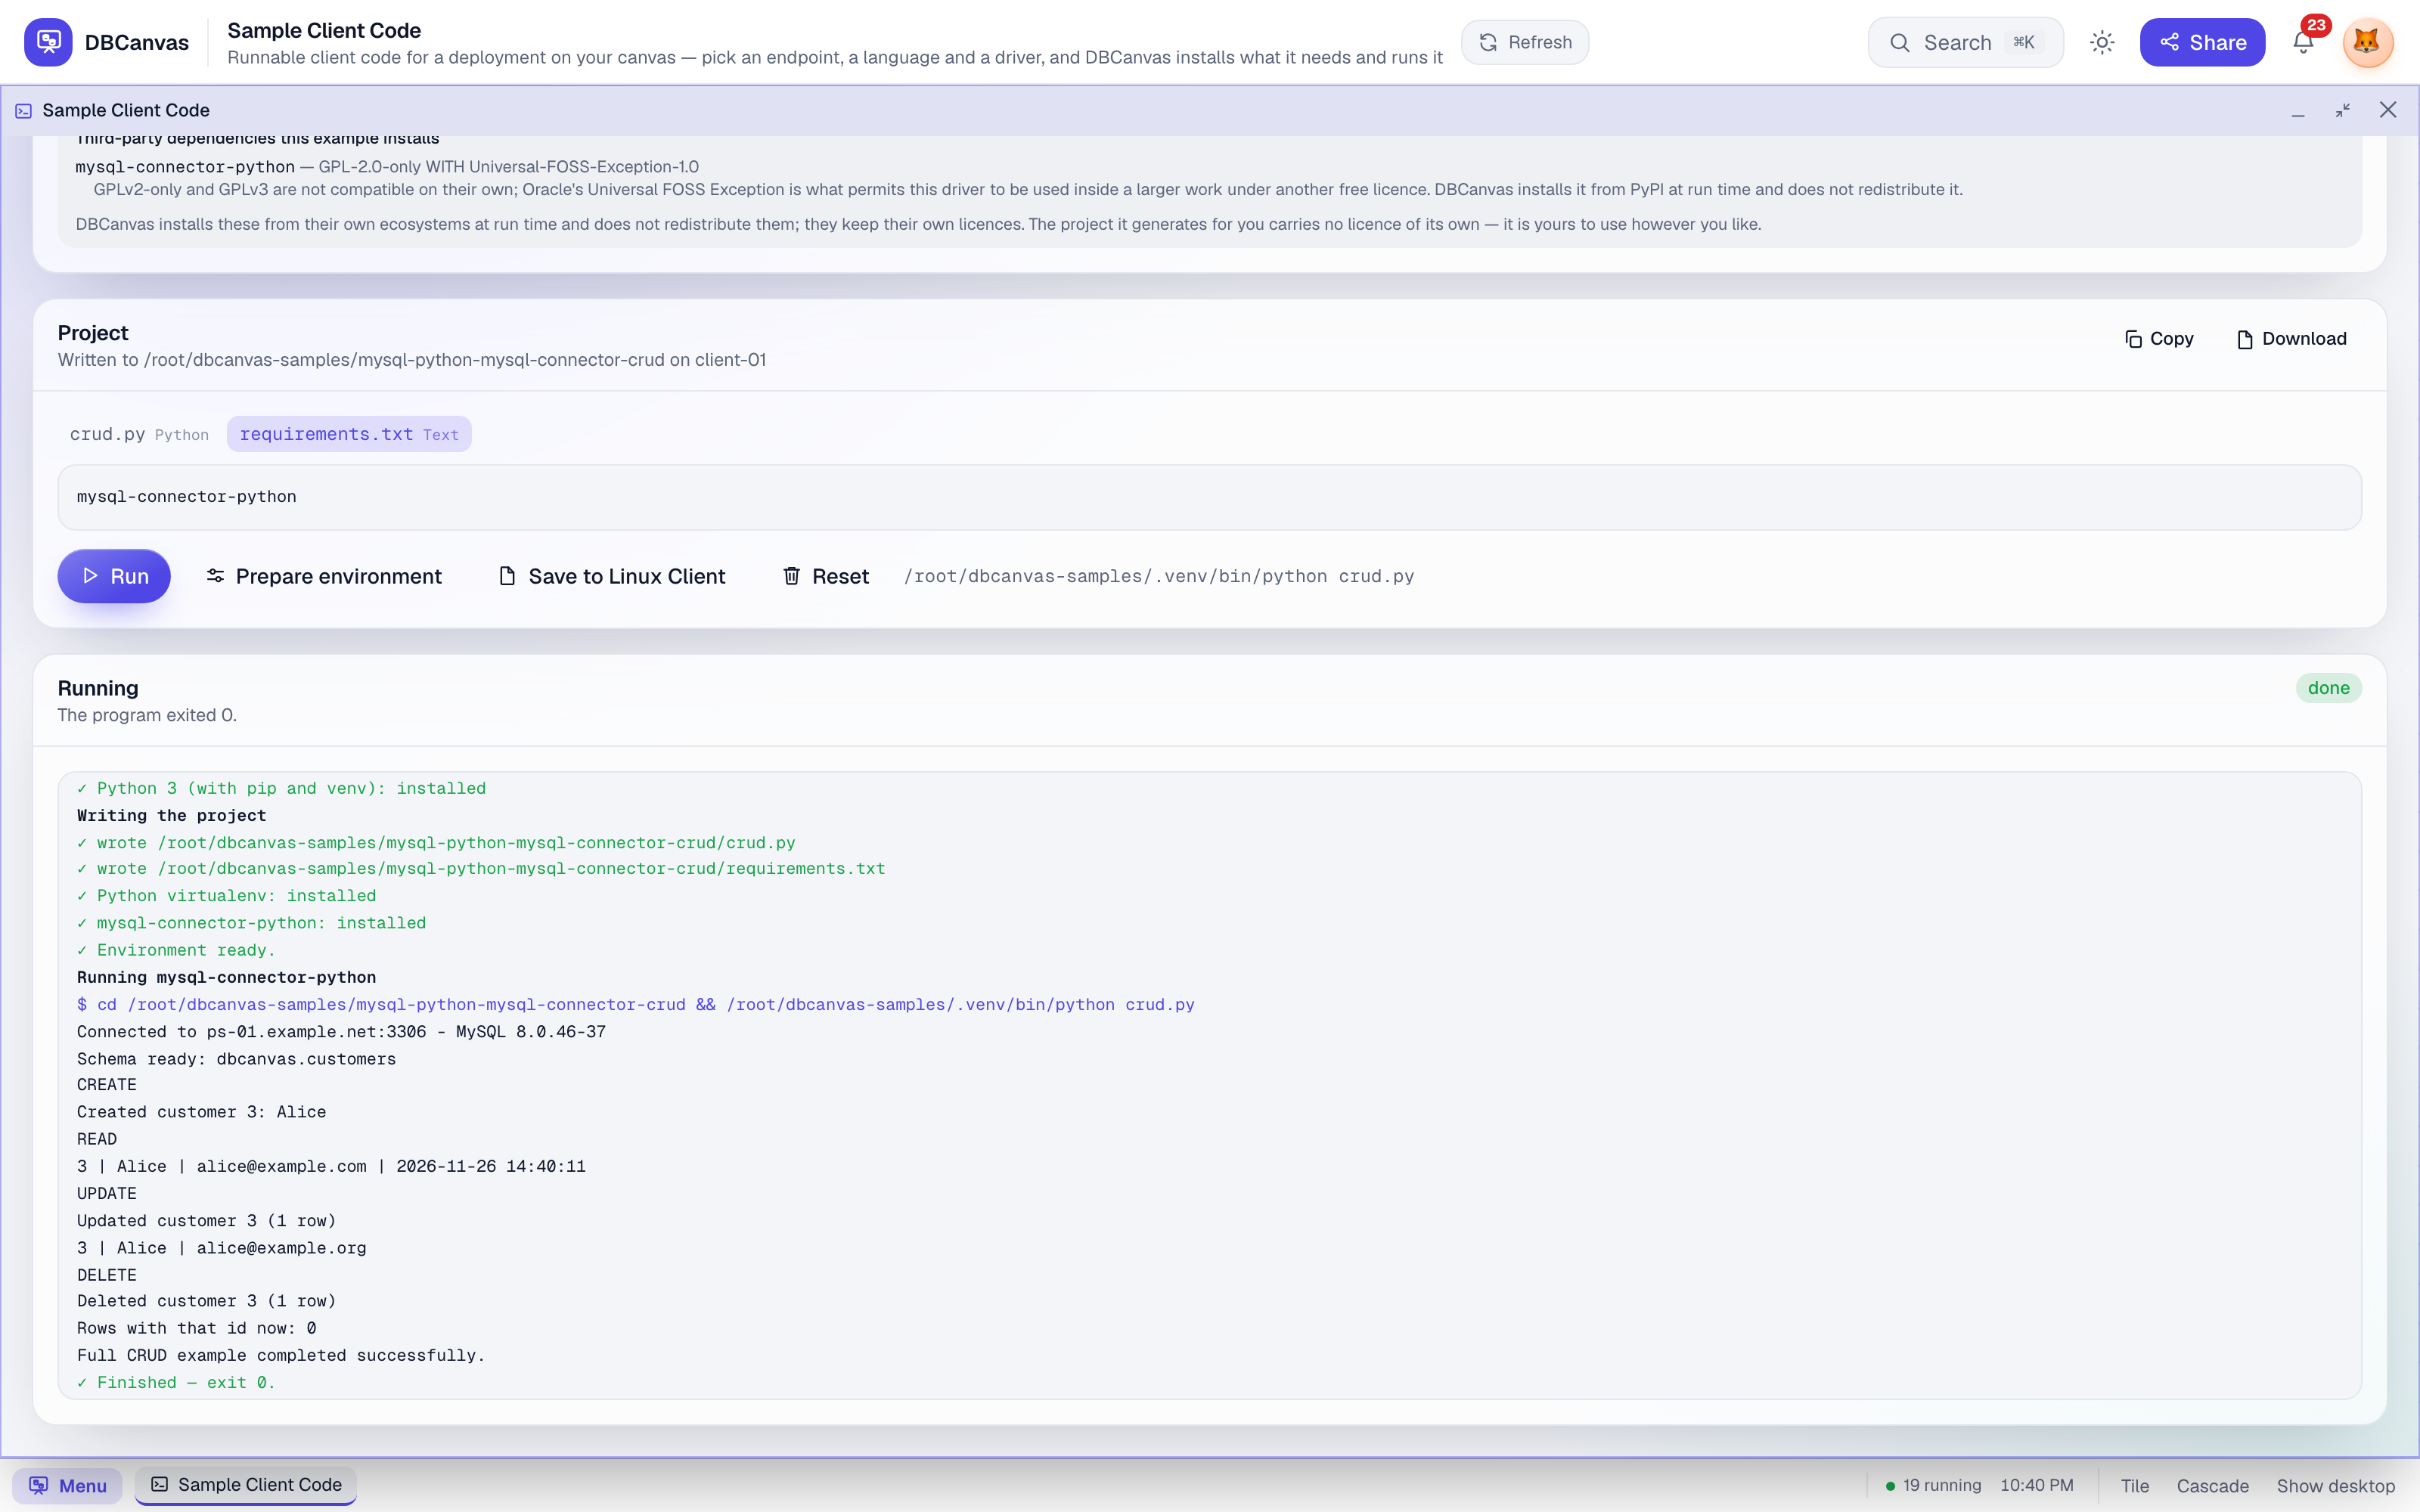 DBCanvas
Sample Client Code
Runnable client code for a deployment on your canvas — pick an endpoint, a language and a driver, and DBCanvas installs what it needs and runs it
Refresh
Search ⌘K
Share
23
Sample Client Code
Third-party dependencies this example installs
mysql-connector-python — GPL-2.0-only WITH Universal-FOSS-Exception-1.0
GPLv2-only and GPLv3 are not compatible on their own; Oracle's Universal FOSS Exception is what permits this driver to be used inside a larger work under another free licence. DBCanvas installs it from PyPI at run time and does not redistribute it.
DBCanvas installs these from their own ecosystems at run time and does not redistribute them; they keep their own licences. The project it generates for you carries no licence of its own — it is yours to use however you like.
Project
Written to /root/dbcanvas-samples/mysql-python-mysql-connector-crud on client-01
Copy
Download
crud.py Python
requirements.txt Text
mysql-connector-python
Run
Prepare environment
Save to Linux Client
Reset
/root/dbcanvas-samples/.venv/bin/python crud.py
Running
The program exited 0.
done
✓ Python 3 (with pip and venv): installed
Writing the project
✓ wrote /root/dbcanvas-samples/mysql-python-mysql-connector-crud/crud.py
✓ wrote /root/dbcanvas-samples/mysql-python-mysql-connector-crud/requirements.txt
✓ Python virtualenv: installed
✓ mysql-connector-python: installed
✓ Environment ready.
Running mysql-connector-python
$ cd /root/dbcanvas-samples/mysql-python-mysql-connector-crud && /root/dbcanvas-samples/.venv/bin/python crud.py
Connected to ps-01.example.net:3306 - MySQL 8.0.46-37
Schema ready: dbcanvas.customers
CREATE
Created customer 3: Alice
READ
3 | Alice | alice@example.com | 2026-11-26 14:40:11
UPDATE
Updated customer 3 (1 row)
3 | Alice | alice@example.org
DELETE
Deleted customer 3 (1 row)
Rows with that id now: 0
Full CRUD example completed successfully.
✓ Finished — exit 0.
Menu
Sample Client Code
19 running
10:40 PM
Tile
Cascade
Show desktop